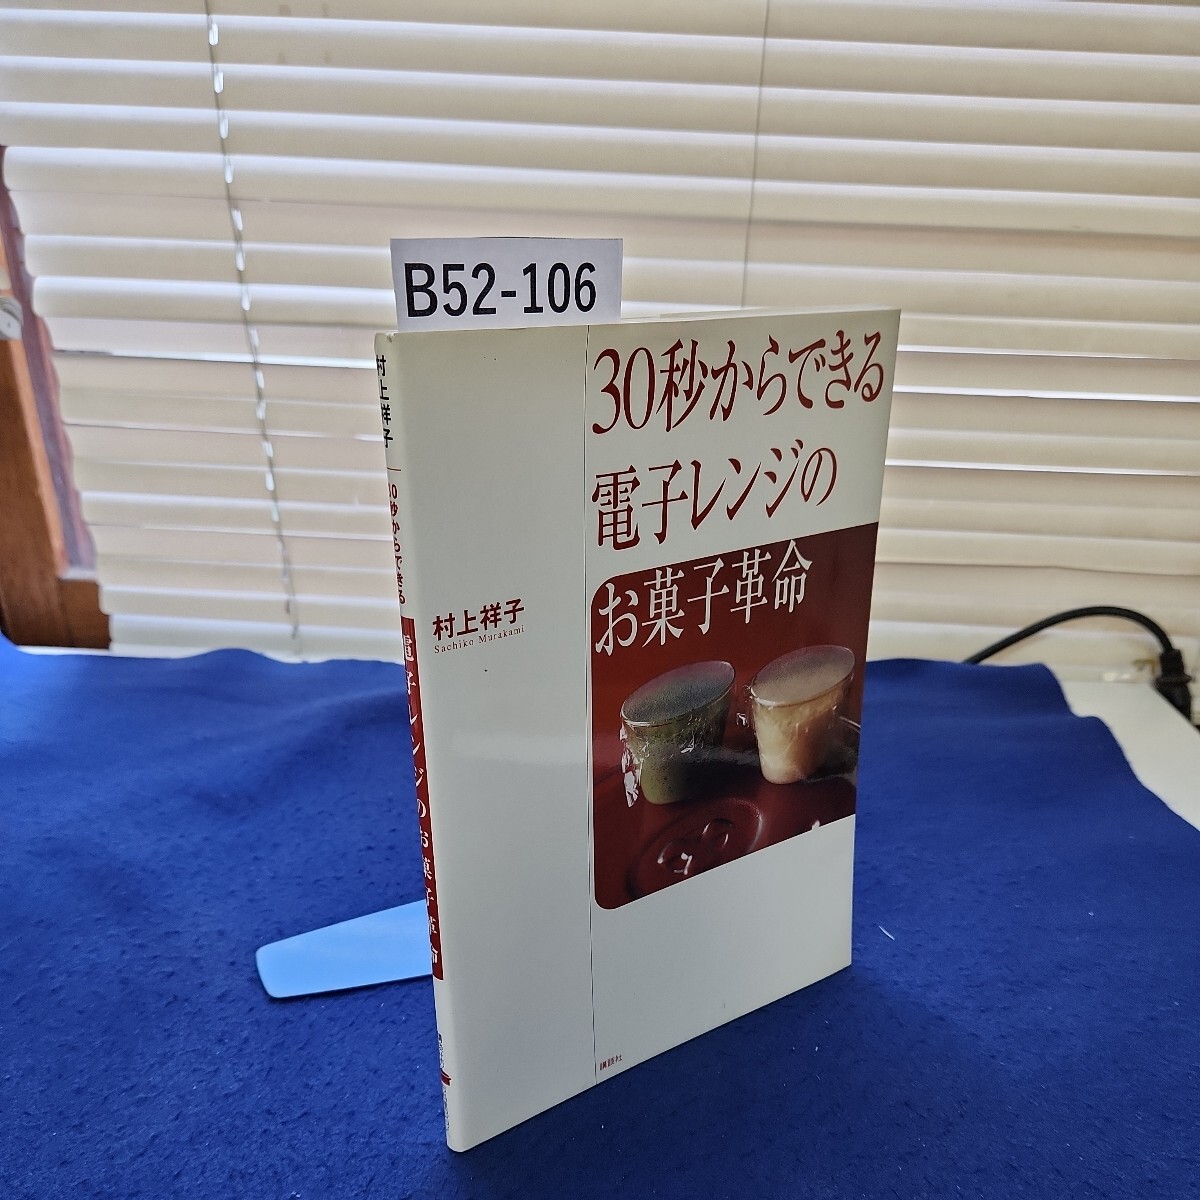 B52-106
30秒からできる
電子レンジの
お菓子革命
村上祥子
Sachiko Murakami
講談社
村上祥子
30秒からできる
電子レンジのお菓子革命